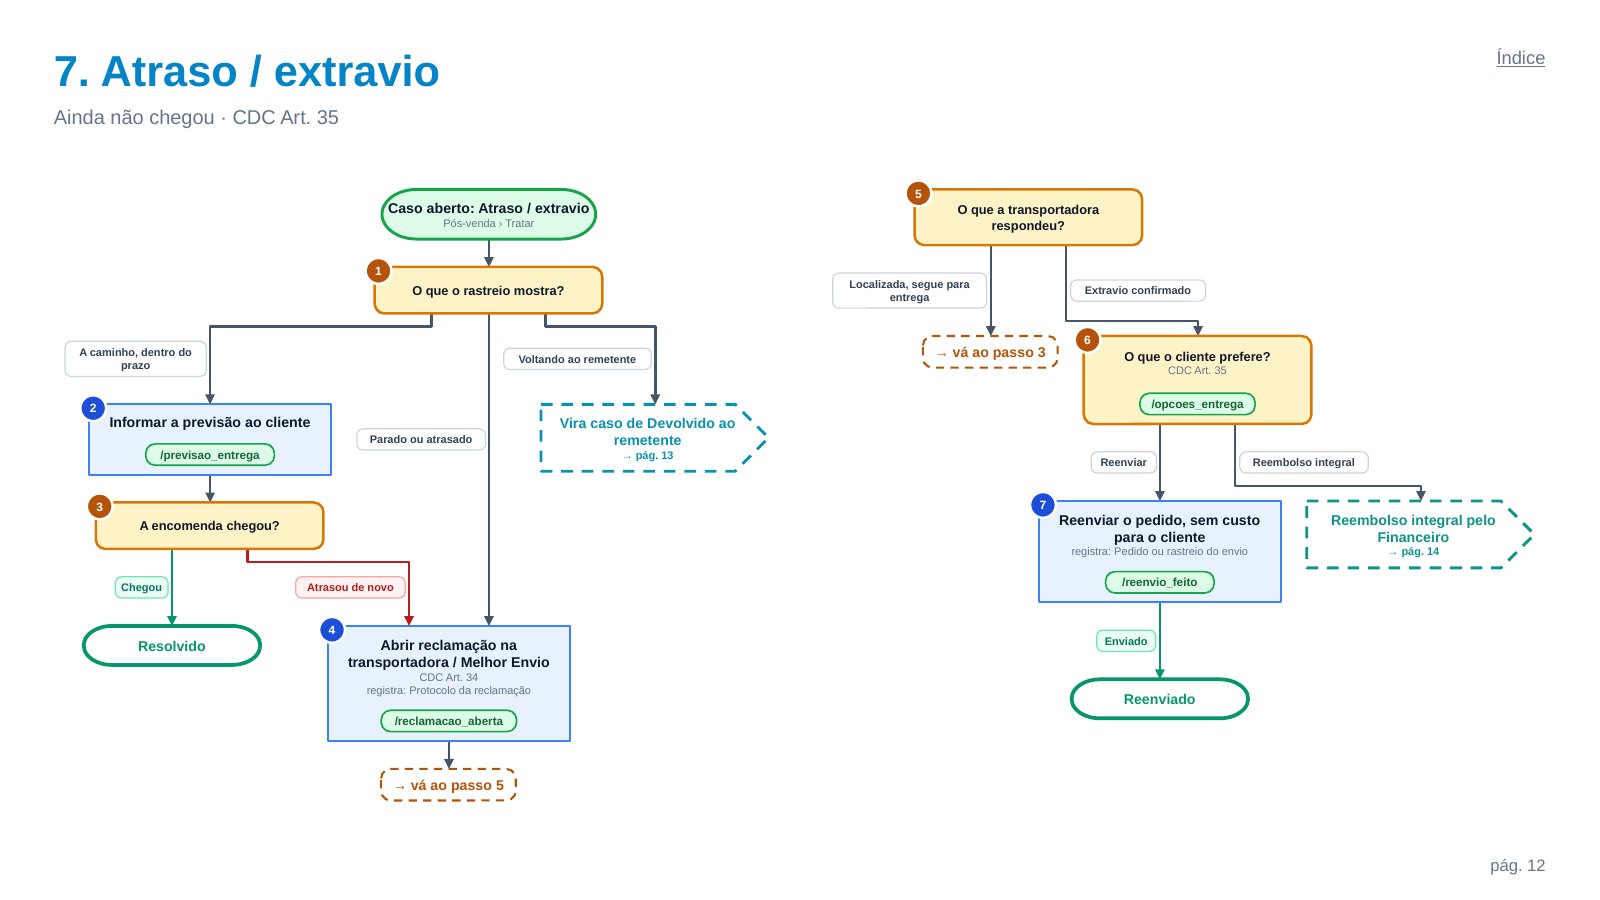 7. Atraso / extravio
Índice
Ainda não chegou · CDC Art. 35
Caso aberto: Atraso / extravio
Pós-venda › Tratar
1
O que o rastreio mostra?
A caminho, dentro do
prazo
Voltando ao remetente
2
Informar a previsão ao cliente
/previsao_entrega
Parado ou atrasado
Vira caso de Devolvido ao
remetente
→ pág. 13
3
A encomenda chegou?
Chegou
Atrasou de novo
Resolvido
4
Abrir reclamação na
transportadora / Melhor Envio
CDC Art. 34
registra: Protocolo da reclamação
/reclamacao_aberta
→ vá ao passo 5
5
O que a transportadora
respondeu?
Localizada, segue para
entrega
Extravio confirmado
→ vá ao passo 3
6
O que o cliente prefere?
CDC Art. 35
/opcoes_entrega
Reenviar
Reembolso integral
7
Reenviar o pedido, sem custo
para o cliente
registra: Pedido ou rastreio do envio
/reenvio_feito
Reembolso integral pelo
Financeiro
→ pág. 14
Enviado
Reenviado
pág. 12